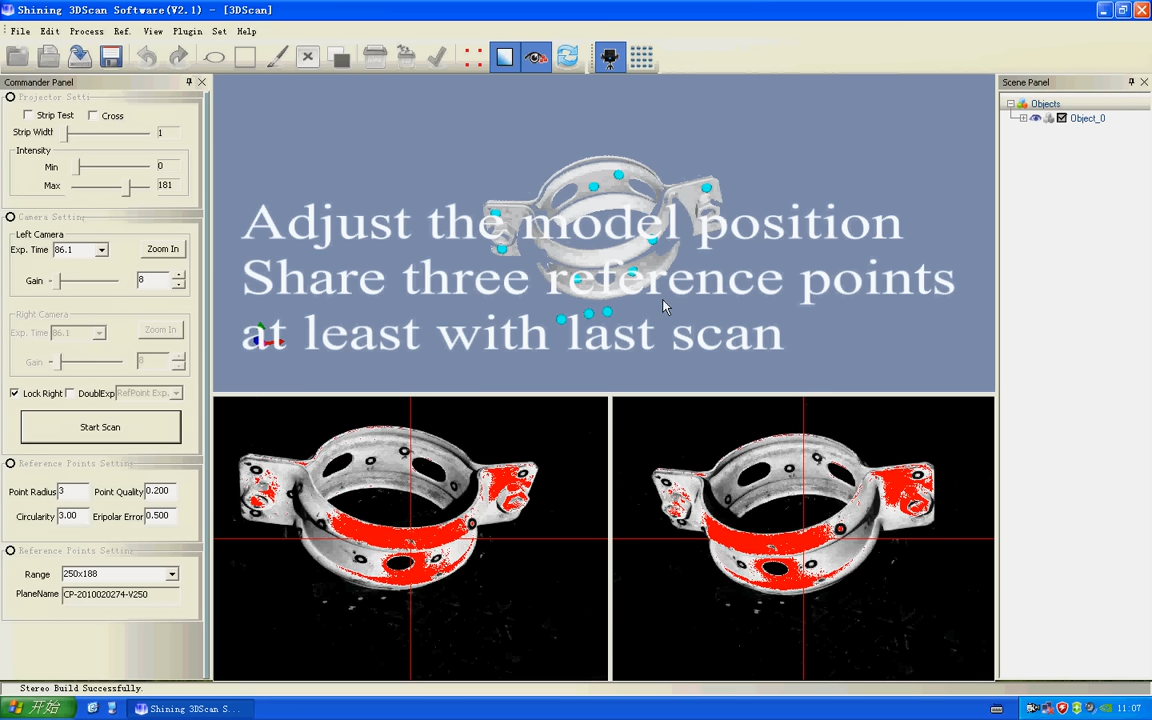 Shining 3DScan Software(V2.1) - [3DScan]
File Edit Process Ref. View Plugin Set Help
Commander Panel
Projector Setti
Strip Test Cross
Strip Width 1
Intensity
Min 0
Max 181
Camera Setting
Left Camera
Exp. Time 86.1 Zoom In
Gain 8
Right Camera
Exp. Time 86.1 Zoom In
Gain 8
Lock Right DoublExp RefPoint Exp.
Start Scan
Reference Points Setting
Point Radius 3 Point Quality 0.200
Circularity 3.00 Eripolar Error 0.500
Reference Points Setting
Range 250x188
PlaneName CP-2010020274-V250
Adjust the model position
Share three reference points
at least with last scan
Scene Panel
Objects
Object_0
Stereo Build Successfully.
开始 Shining 3DScan S... 11:07